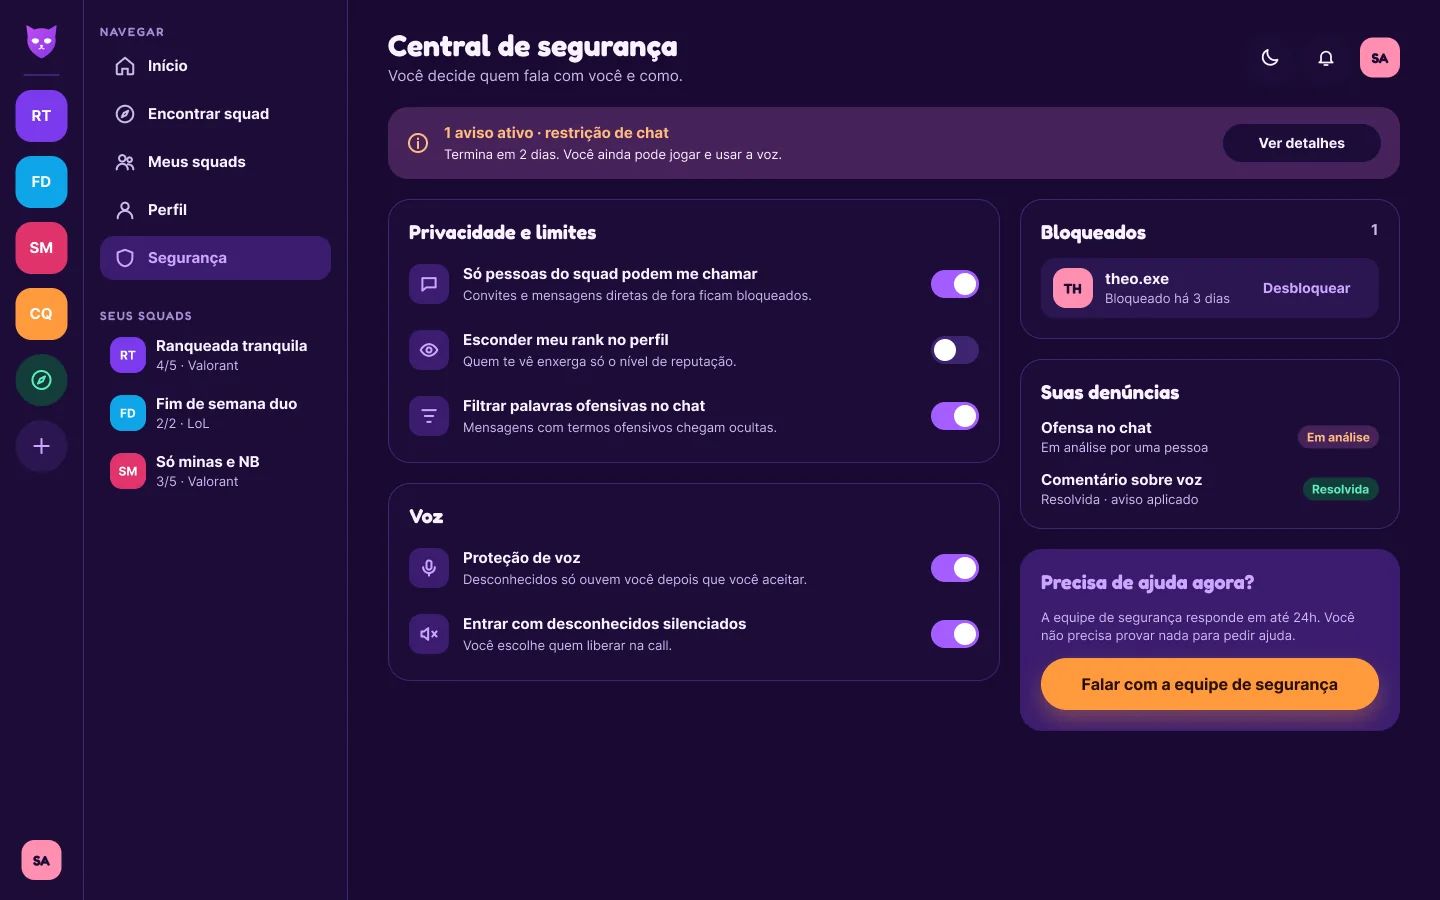 RT
FD
SM
CQ
SA
NAVEGAR
Início
Encontrar squad
Meus squads
Perfil
Segurança
SEUS SQUADS
RT
Ranqueada tranquila
4/5 · Valorant
FD
Fim de semana duo
2/2 · LoL
SM
Só minas e NB
3/5 · Valorant
Central de segurança
Você decide quem fala com você e como.
SA
1 aviso ativo · restrição de chat
Termina em 2 dias. Você ainda pode jogar e usar a voz.
Ver detalhes
Privacidade e limites
Só pessoas do squad podem me chamar
Convites e mensagens diretas de fora ficam bloqueados.
Esconder meu rank no perfil
Quem te vê enxerga só o nível de reputação.
Filtrar palavras ofensivas no chat
Mensagens com termos ofensivos chegam ocultas.
Voz
Proteção de voz
Desconhecidos só ouvem você depois que você aceitar.
Entrar com desconhecidos silenciados
Você escolhe quem liberar na call.
Bloqueados
1
TH
theo.exe
Bloqueado há 3 dias
Desbloquear
Suas denúncias
Ofensa no chat
Em análise por uma pessoa
Em análise
Comentário sobre voz
Resolvida · aviso aplicado
Resolvida
Precisa de ajuda agora?
A equipe de segurança responde em até 24h. Você
não precisa provar nada para pedir ajuda.
Falar com a equipe de segurança